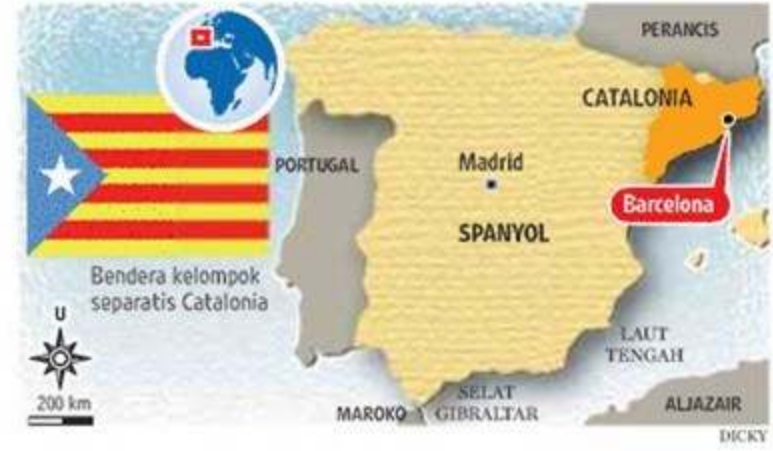 PERANCIS
CATALONIA
PORTUGAL
Madrid
Barcelona
SPANYOL
Bendera kelompok
separatis Catalonia
U
LAUT
TENGAH
200 km
SELAT
GIBRALTAR
MAROKO
ALJAZAIR
DICKY